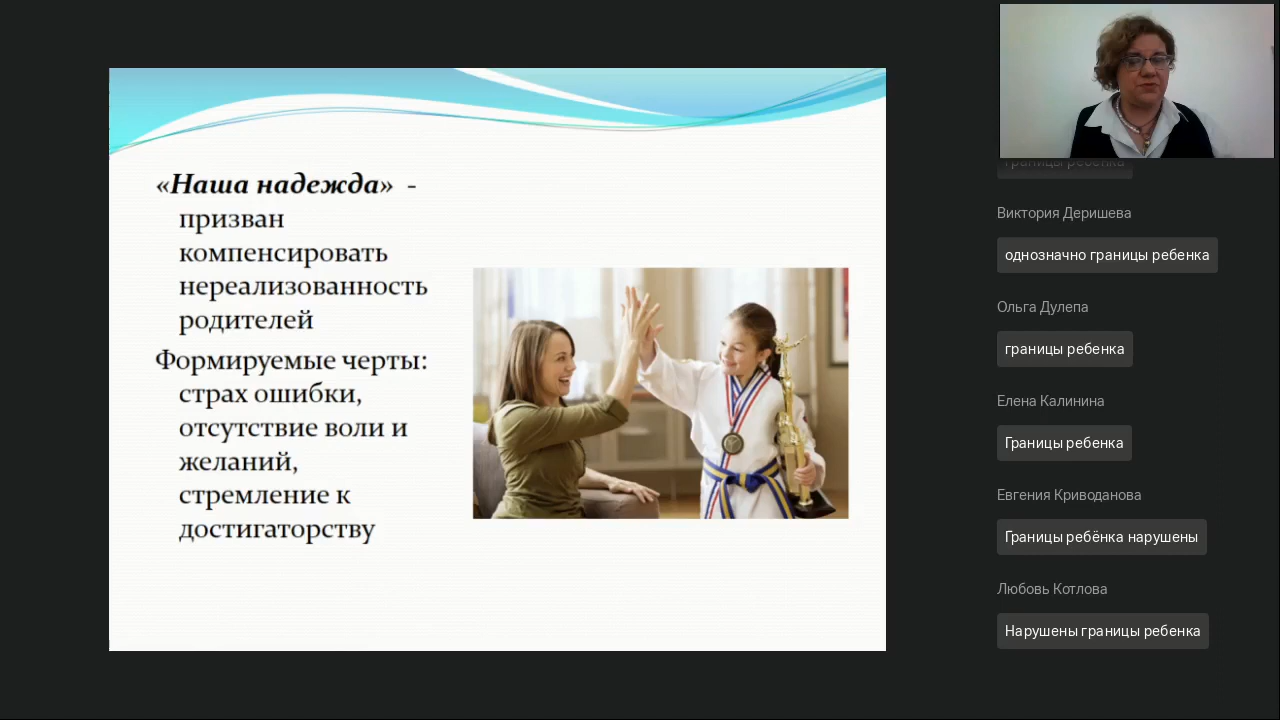 «Наша надежда» -
призван
компенсировать
нереализованность
родителей
Формируемые черты:
страх ошибки,
отсутствие воли и
желаний,
стремление к
достигаторству
границы ребенка
Виктория Деришева
однозначно границы ребенка
Ольга Дулепа
границы ребенка
Елена Калинина
Границы ребенка
Евгения Криводанова
Границы ребёнка нарушены
Любовь Котлова
Нарушены границы ребенка